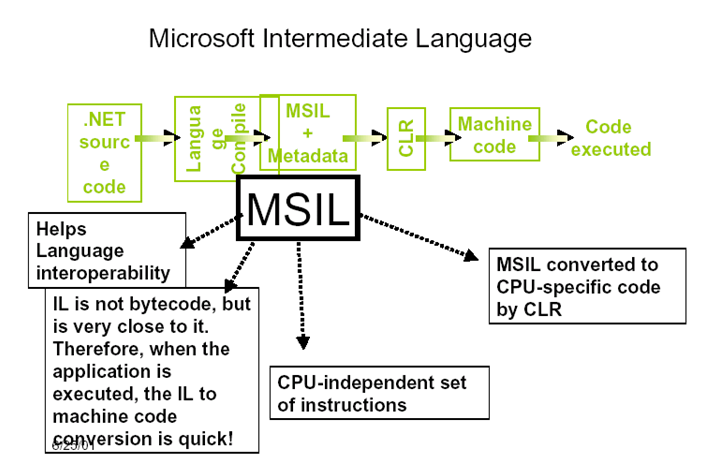 Microsoft Intermediate Language
.NET
sourc
e
code
Langua
ge
Compile
MSIL
+
Metadata
CLR
Machine
code
Code
executed
MSIL
Helps
Language
interoperability
IL is not bytecode, but
is very close to it.
Therefore, when the
application is
executed, the IL to
machine code
conversion is quick!
CPU-independent set
of instructions
MSIL converted to
CPU-specific code
by CLR
6/25/01